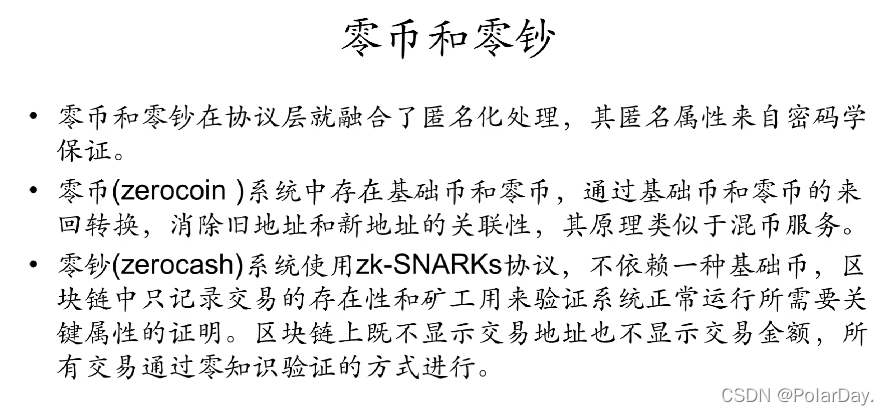 零币和零钞
• 零币和零钞在协议层就融合了匿名化处理，其匿名属性来自密码学
保证。
• 零币(zerocoin )系统中存在基础币和零币，通过基础币和零币的来
回转换，消除旧地址和新地址的关联性，其原理类似于混币服务。
• 零钞(zerocash)系统使用zk-SNARKs协议，不依赖一种基础币，区
块链中只记录交易的存在性和矿工用来验证系统正常运行所需要关
键属性的证明。区块链上既不显示交易地址也不显示交易金额，所
有交易通过零知识验证的方式进行。
CSDN @PolarDay.